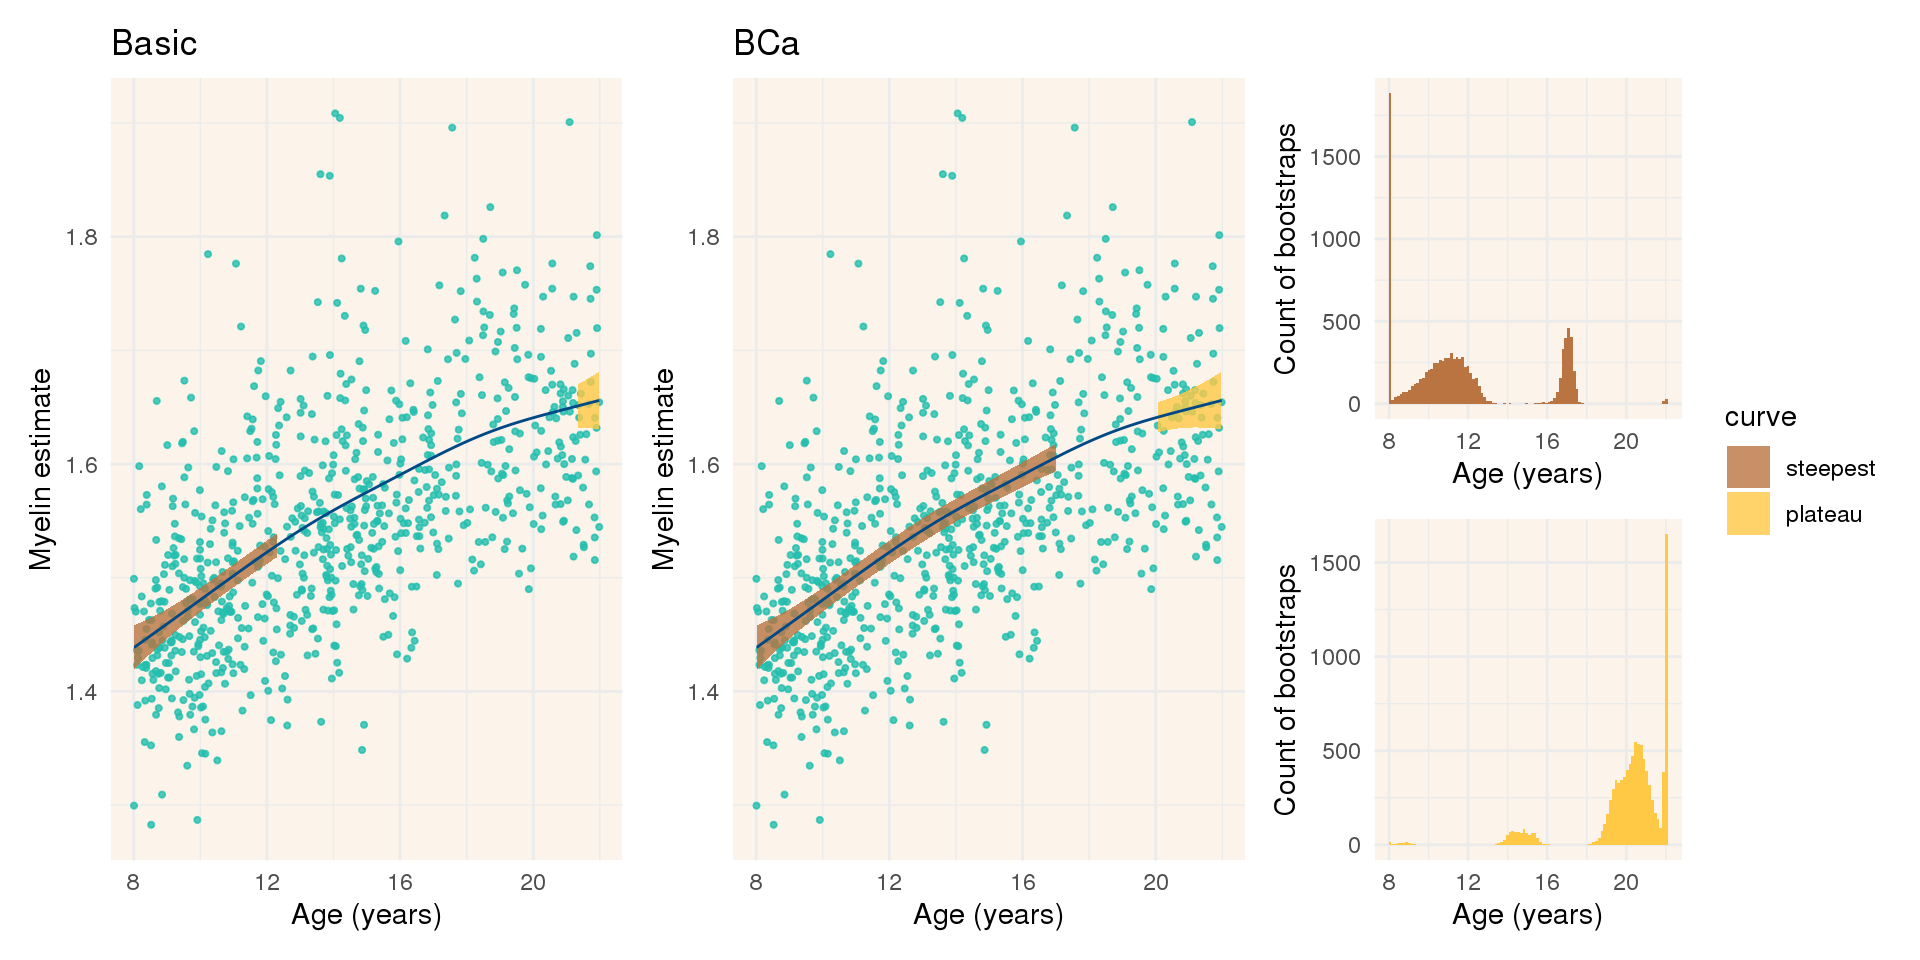 Basic
Myelin estimate
1.8
1.6
1.4
8 12 16 20
Age (years)
BCa
Myelin estimate
1.8
1.6
1.4
8 12 16 20
Age (years)
Count of bootstraps
1500
1000
500
0
8 12 16 20
Age (years)
Count of bootstraps
1500
1000
500
0
8 12 16 20
Age (years)
curve
steepest
plateau